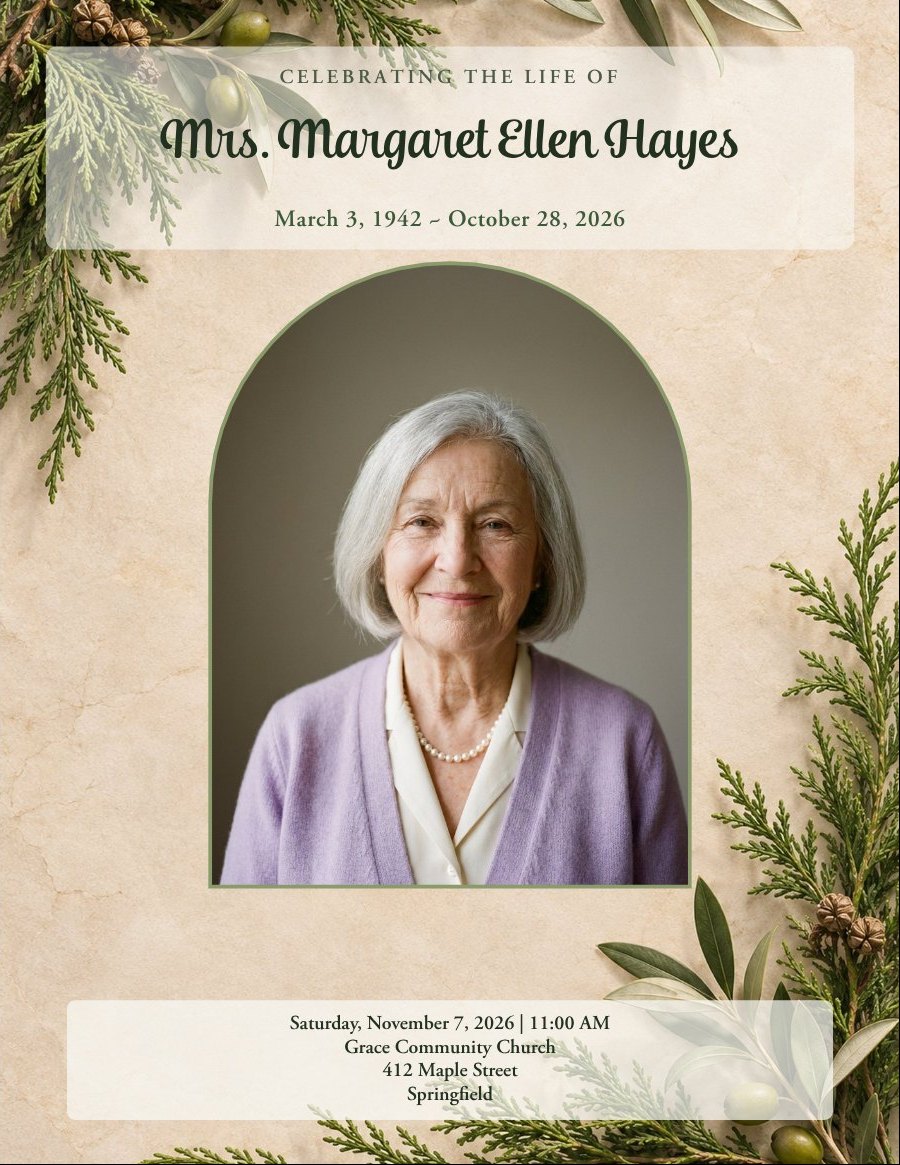 CELEBRATING THE LIFE OF
Mrs. Margaret Ellen Hayes
March 3, 1942 ~ October 28, 2026
Saturday, November 7, 2026 | 11:00 AM
Grace Community Church
412 Maple Street
Springfield